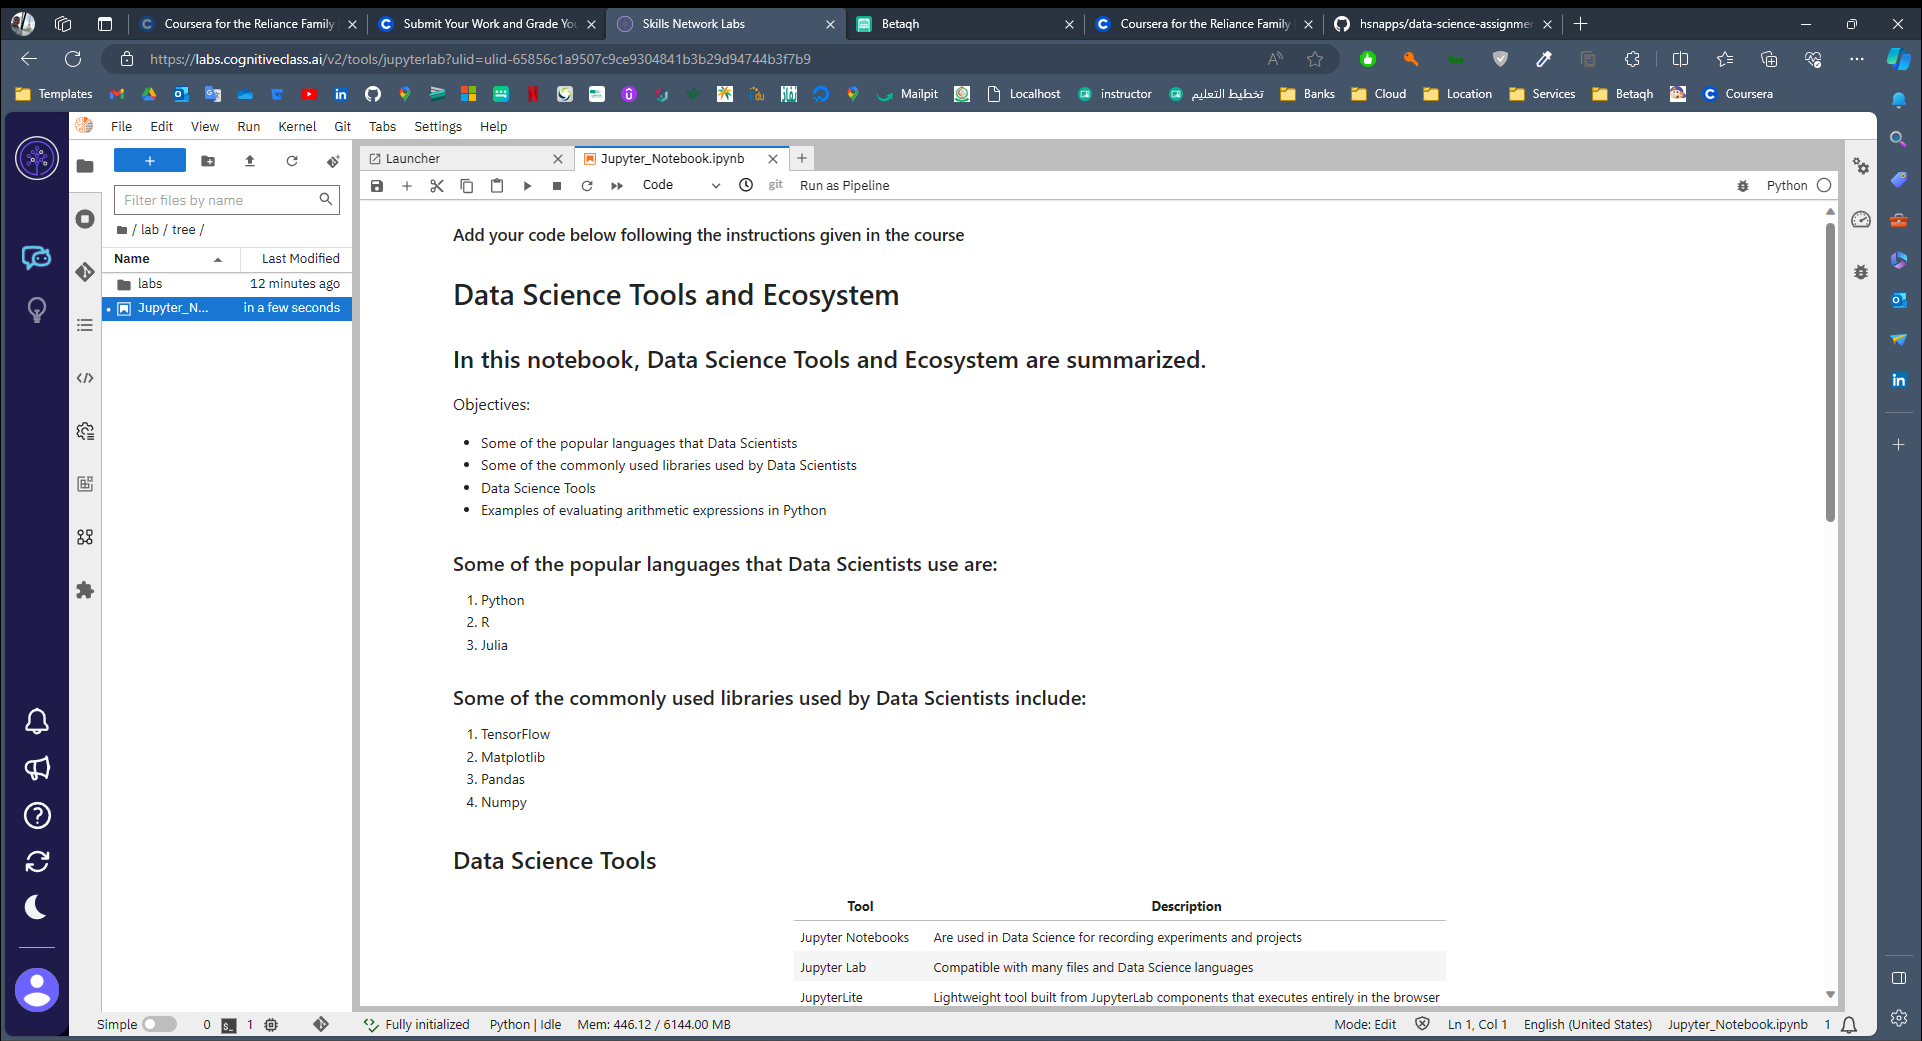 Coursera for the Reliance Family
Submit Your Work and Grade You
Skills Network Labs
Betaqh
Coursera for the Reliance Family
hsnapps/data-science-assignmen
https://labs.cognitiveclass.ai/v2/tools/jupyterlab?ulid=ulid-65856c1a9507c9ce9304841b3b29d94744b3f7b9
Templates
Mailpit
Localhost
instructor
تخطيط التعليم
Banks
Cloud
Location
Services
Betaqh
Coursera
File Edit View Run Kernel Git Tabs Settings Help
Launcher
Jupyter_Notebook.ipynb
Filter files by name
Code
git
Run as Pipeline
Python
/ lab / tree /
Name
Last Modified
labs
12 minutes ago
Jupyter_N...
in a few seconds
Add your code below following the instructions given in the course
Data Science Tools and Ecosystem
In this notebook, Data Science Tools and Ecosystem are summarized.
Objectives:
• Some of the popular languages that Data Scientists
• Some of the commonly used libraries used by Data Scientists
• Data Science Tools
• Examples of evaluating arithmetic expressions in Python
Some of the popular languages that Data Scientists use are:
1. Python
2. R
3. Julia
Some of the commonly used libraries used by Data Scientists include:
1. TensorFlow
2. Matplotlib
3. Pandas
4. Numpy
Data Science Tools
Tool Description
Jupyter Notebooks Are used in Data Science for recording experiments and projects
Jupyter Lab Compatible with many files and Data Science languages
JupyterLite Lightweight tool built from JupyterLab components that executes entirely in the browser
Simple
0
1
Fully initialized
Python | Idle
Mem: 446.12 / 6144.00 MB
Mode: Edit
Ln 1, Col 1
English (United States)
Jupyter_Notebook.ipynb
1